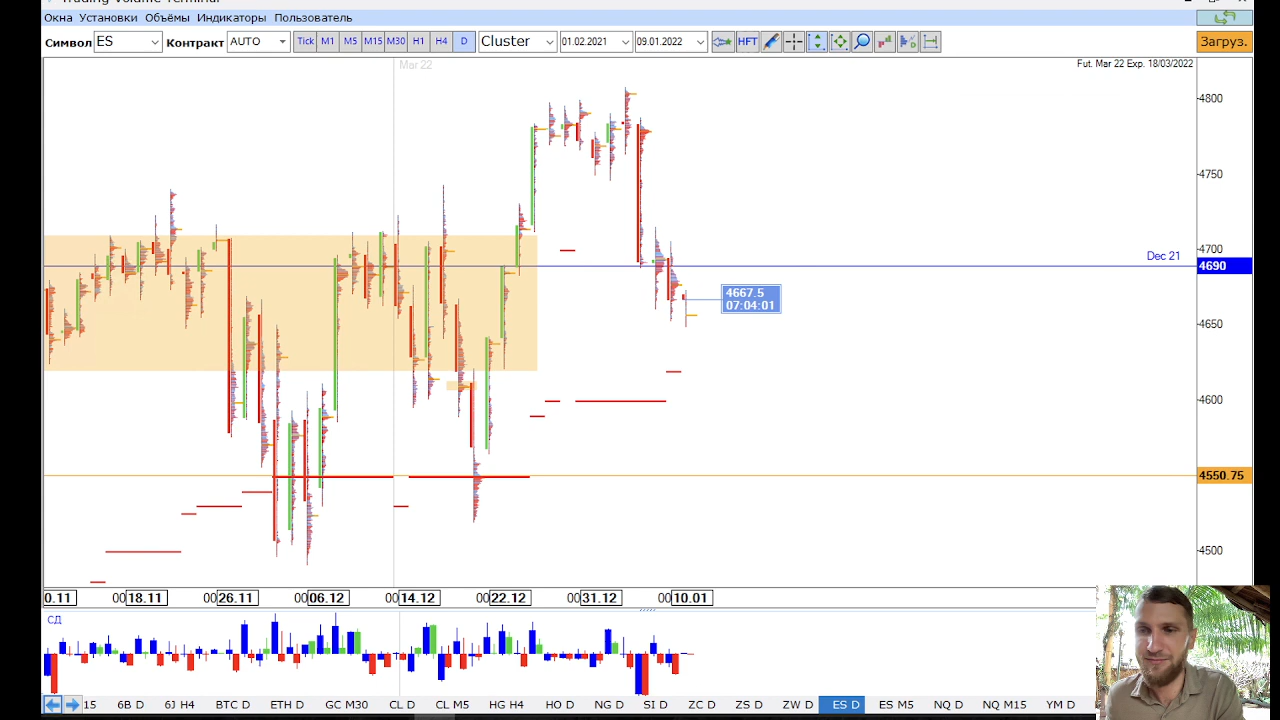 Trading Volume Terminal
Окна Установки Объёмы Индикаторы Пользователь
Символ ES Контракт AUTO Tick M1 M5 M15 M30 H1 H4 D Cluster 01.02.2021 09.01.2022 HFT Загруз.
Mar 22
Fut. Mar 22 Exp. 18/03/2022
4800
4750
4700
Dec 21
4690
4667.5
07:04:01
4650
4600
4550.75
4500
0.11 00 18.11 00 26.11 00 06.12 00 14.12 00 22.12 00 31.12 00 10.01
СД
15 6B D 6J H4 BTC D ETH D GC M30 CL D CL M5 HG H4 HO D NG D SI D ZC D ZS D ZW D ES D ES M5 NQ D NQ M15 YM D